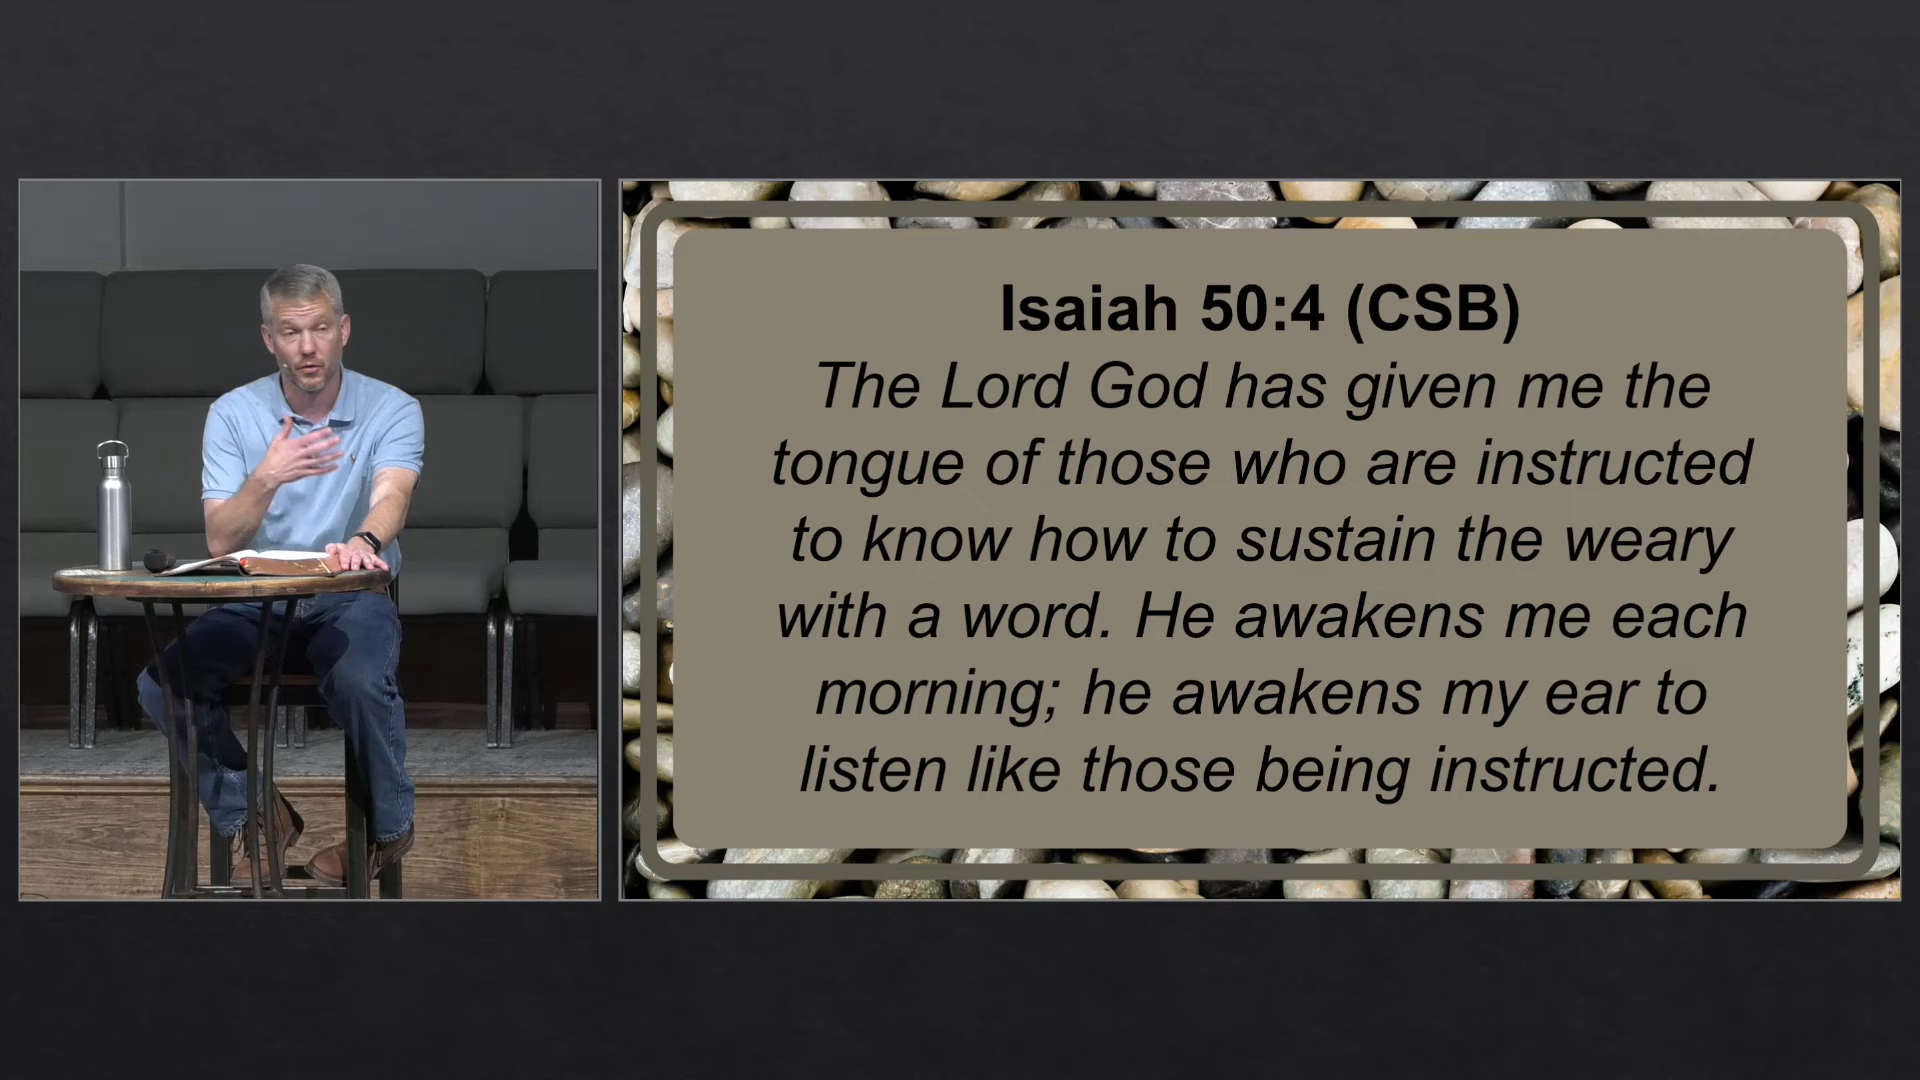 Isaiah 50:4 (CSB)
The Lord God has given me the
tongue of those who are instructed
to know how to sustain the weary
with a word. He awakens me each
morning; he awakens my ear to
listen like those being instructed.